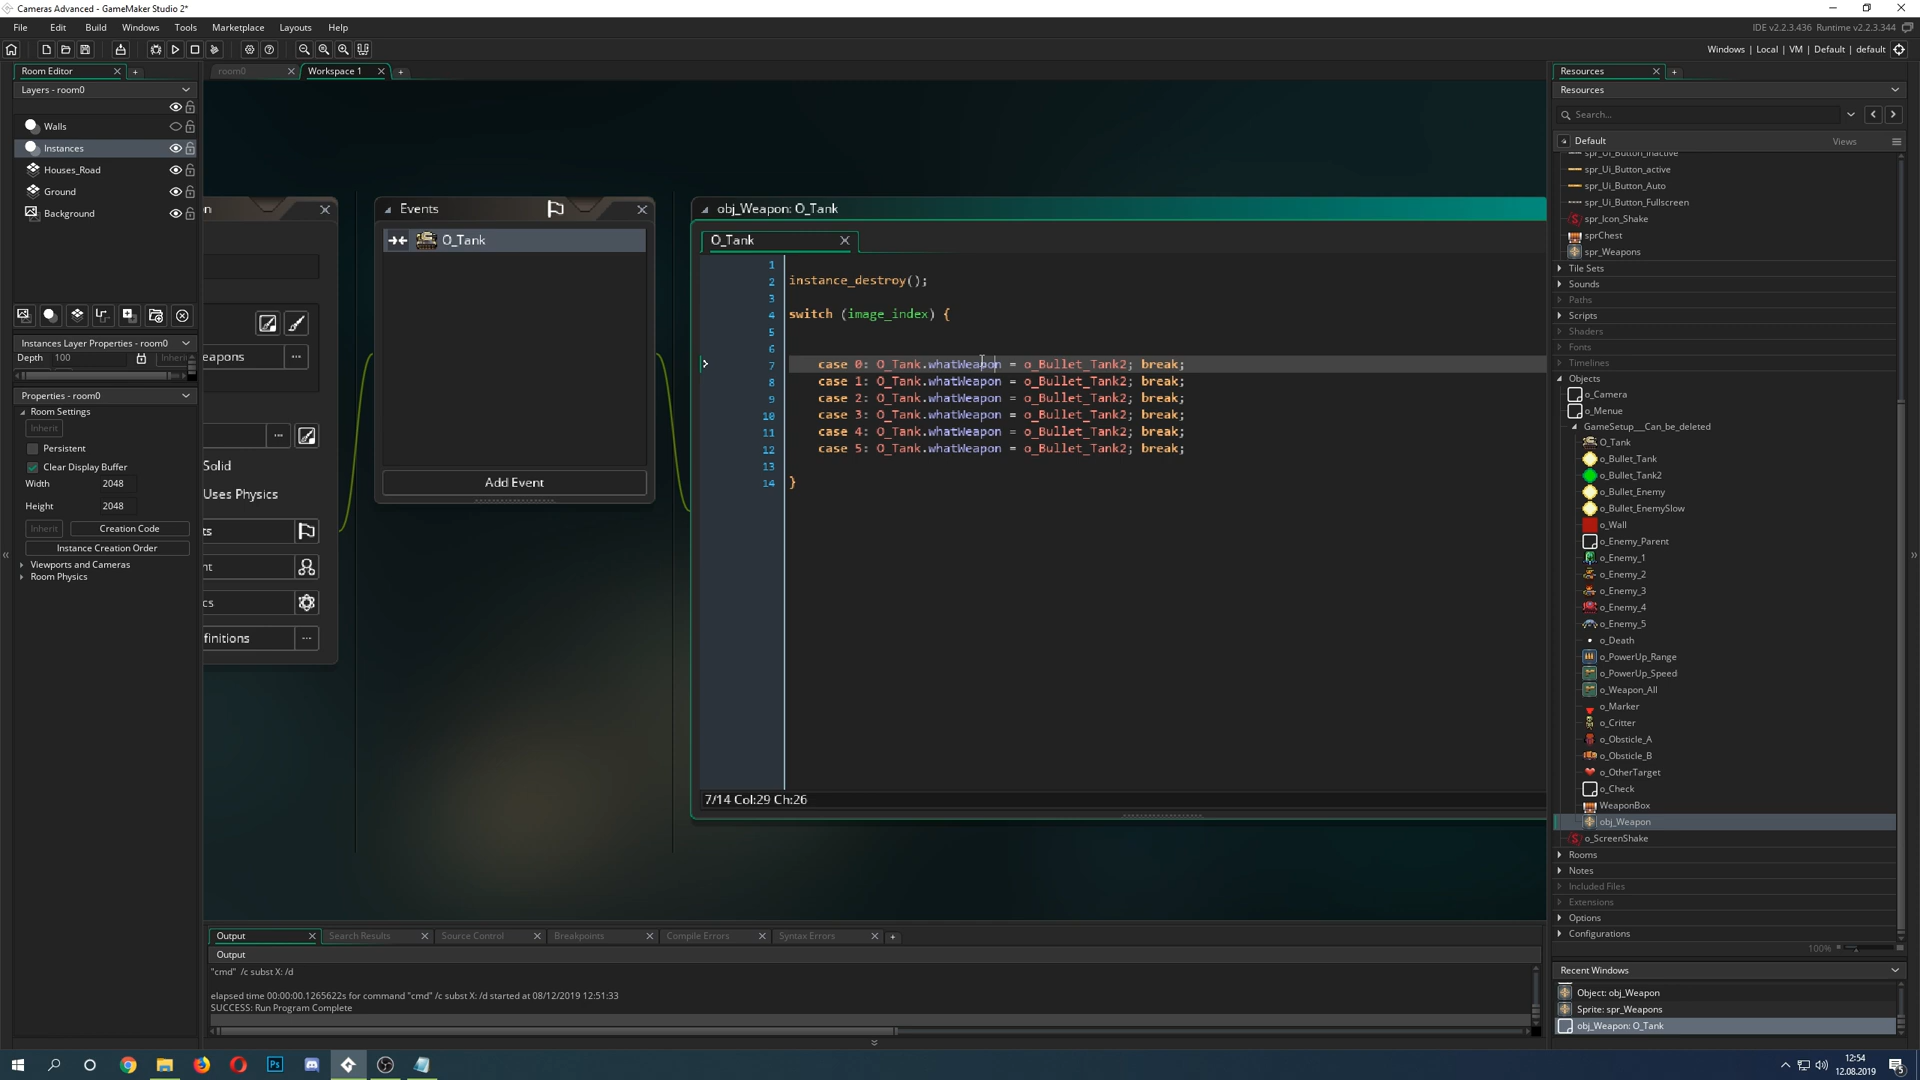 Cameras Advanced - GameMaker Studio 2*
File Edit Build Windows Tools Marketplace Layouts Help
IDE v2.2.3.436 Runtime v2.2.3.344
Windows | Local | VM | Default | default
Room Editor
room0
Workspace 1
Resources
Layers - room0
Resources
Walls
Search...
Instances
Default
Views
Houses_Road
spr_Ui_Button_Inactive
Ground
spr_Ui_Button_active
Background
spr_Ui_Button_Auto
spr_Ui_Button_Fullscreen
n
Events
obj_Weapon: O_Tank
spr_Icon_Shake
O_Tank
O_Tank
sprChest
spr_Weapons
1
Tile Sets
2 instance_destroy();
Sounds
3
Paths
4 switch (image_index) {
Scripts
5
Shaders
6
Fonts
7 case 0: O_Tank.whatWeapon = o_Bullet_Tank2; break;
Timelines
8 case 1: O_Tank.whatWeapon = o_Bullet_Tank2; break;
Objects
9 case 2: O_Tank.whatWeapon = o_Bullet_Tank2; break;
o_Camera
10 case 3: O_Tank.whatWeapon = o_Bullet_Tank2; break;
o_Menue
11 case 4: O_Tank.whatWeapon = o_Bullet_Tank2; break;
GameSetup__Can_be_deleted
12 case 5: O_Tank.whatWeapon = o_Bullet_Tank2; break;
O_Tank
13
o_Bullet_Tank
14 }
o_Bullet_Tank2
Instances Layer Properties - room0
o_Bullet_Enemy
Depth 100
Inherit
o_Bullet_EnemySlow
Properties - room0
o_Wall
Room Settings
o_Enemy_Parent
Inherit
o_Enemy_1
Persistent
o_Enemy_2
Clear Display Buffer
o_Enemy_3
Width 2048
o_Enemy_4
Height 2048
o_Enemy_5
Inherit
Creation Code
o_Death
Instance Creation Order
o_PowerUp_Range
Viewports and Cameras
o_PowerUp_Speed
Room Physics
o_Weapon_All
eapons
o_Marker
Solid
o_Critter
Uses Physics
o_Obsticle_A
ts
o_Obsticle_B
nt
o_OtherTarget
cs
o_Check
finitions
WeaponBox
Add Event
obj_Weapon
7/14 Col:29 Ch:26
o_ScreenShake
Rooms
Notes
Included Files
Extensions
Options
Configurations
100%
Output
Search Results
Source Control
Breakpoints
Compile Errors
Syntax Errors
Output
"cmd" /c subst X: /d
elapsed time 00:00:00.1265622s for command "cmd" /c subst X: /d started at 08/12/2019 12:51:33
SUCCESS: Run Program Complete
Recent Windows
Object: obj_Weapon
Sprite: spr_Weapons
obj_Weapon: O_Tank
12:54
12.08.2019
5